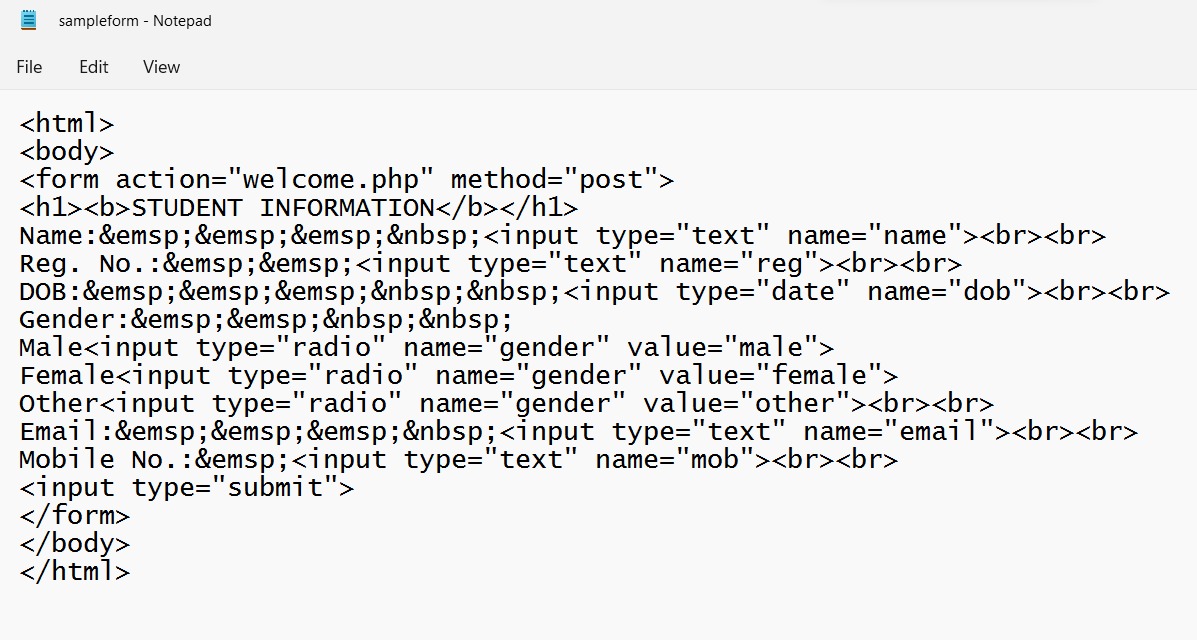 sampleform - Notepad
File Edit View
<html>
<body>
<form action="welcome.php" method="post">
<h1><b>STUDENT INFORMATION</b></h1>
Name:&emsp;&emsp;&emsp;&nbsp;<input type="text" name="name"><br><br>
Reg. No.:&emsp;&emsp;<input type="text" name="reg"><br><br>
DOB:&emsp;&emsp;&emsp;&nbsp;&nbsp;<input type="date" name="dob"><br><br>
Gender:&emsp;&emsp;&nbsp;&nbsp;
Male<input type="radio" name="gender" value="male">
Female<input type="radio" name="gender" value="female">
Other<input type="radio" name="gender" value="other"><br><br>
Email:&emsp;&emsp;&emsp;&nbsp;<input type="text" name="email"><br><br>
Mobile No.:&emsp;<input type="text" name="mob"><br><br>
<input type="submit">
</form>
</body>
</html>